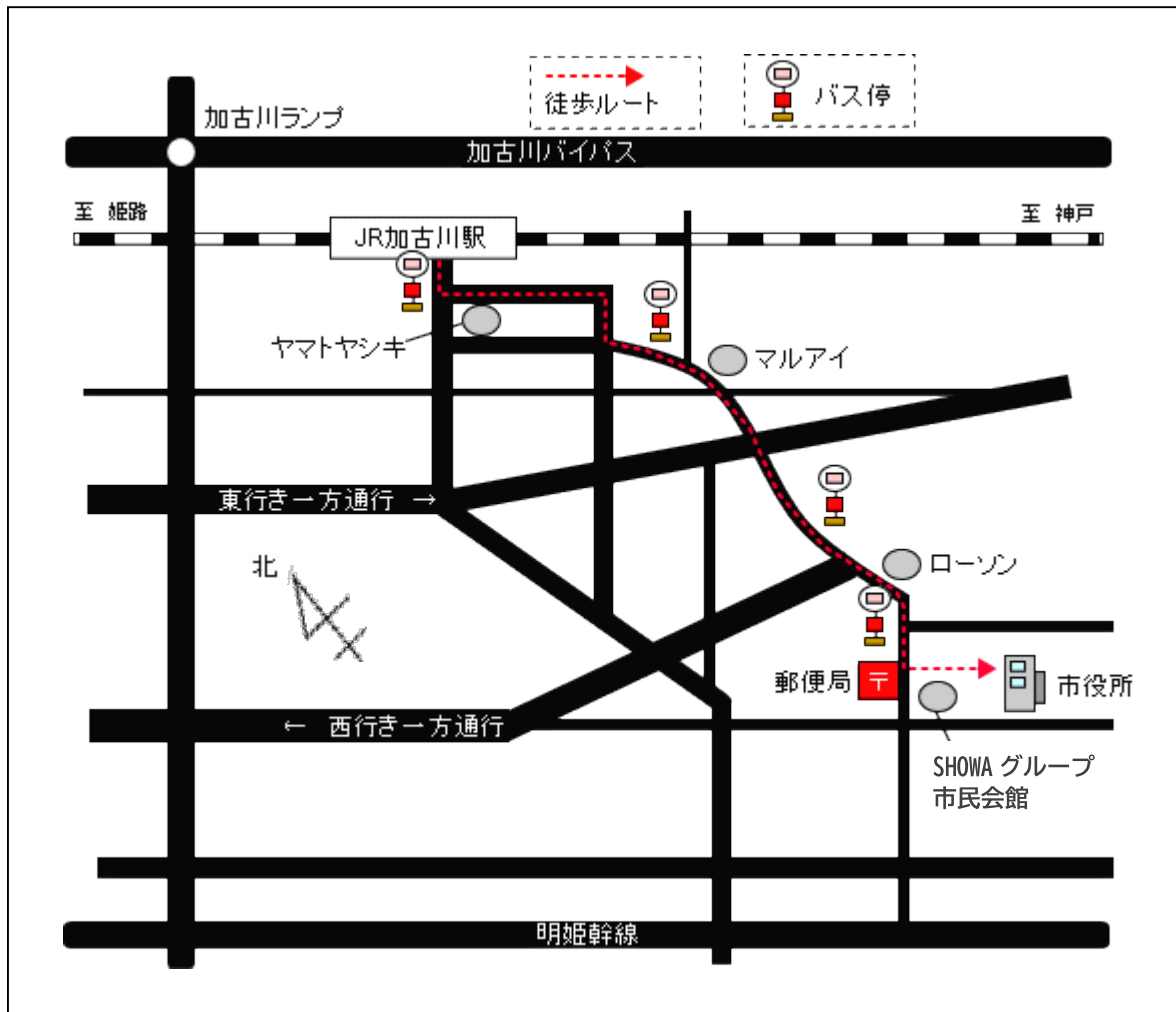 徒歩ルート
バス停
加古川ランプ
加古川バイパス
至 姫路
至 神戸
JR加古川駅
ヤマトヤシキ
マルアイ
東行き一方通行 →
北
ローソン
郵便局
〒
市役所
← 西行き一方通行
SHOWA グループ
市民会館
明姫幹線